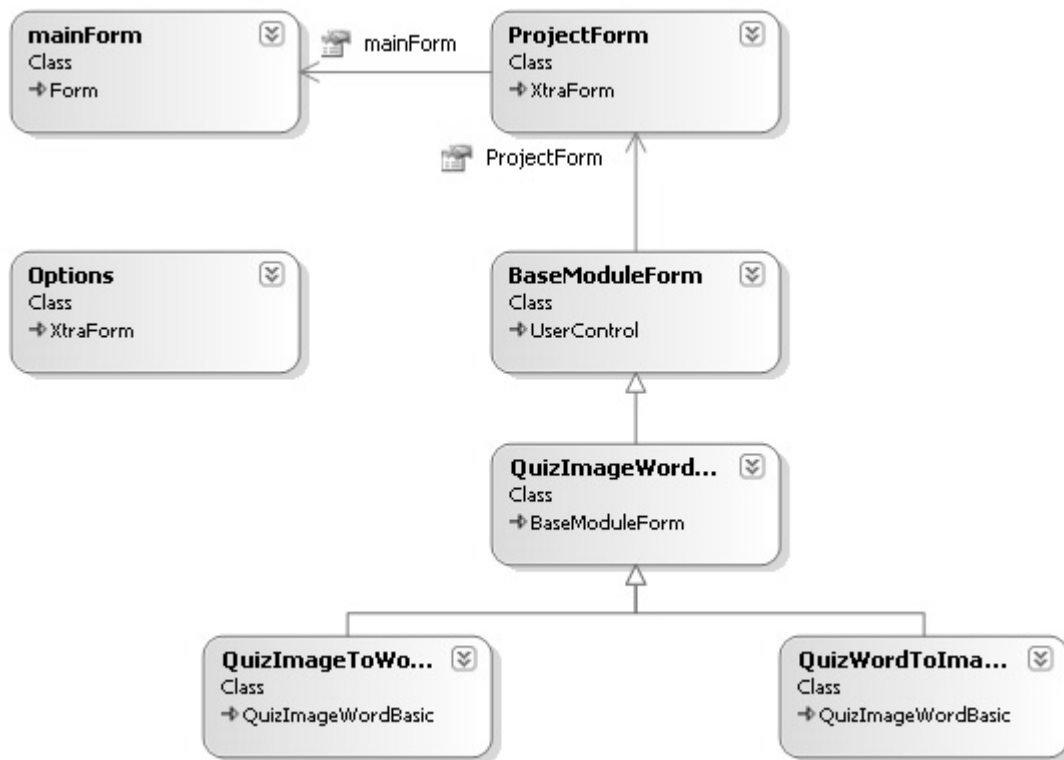 mainForm
Class
Form
mainForm
ProjectForm
Class
XtraForm
ProjectForm
Options
Class
XtraForm
BaseModuleForm
Class
UserControl
QuizImageWord...
Class
BaseModuleForm
QuizImageToWo...
Class
QuizImageWordBasic
QuizWordToIma...
Class
QuizImageWordBasic